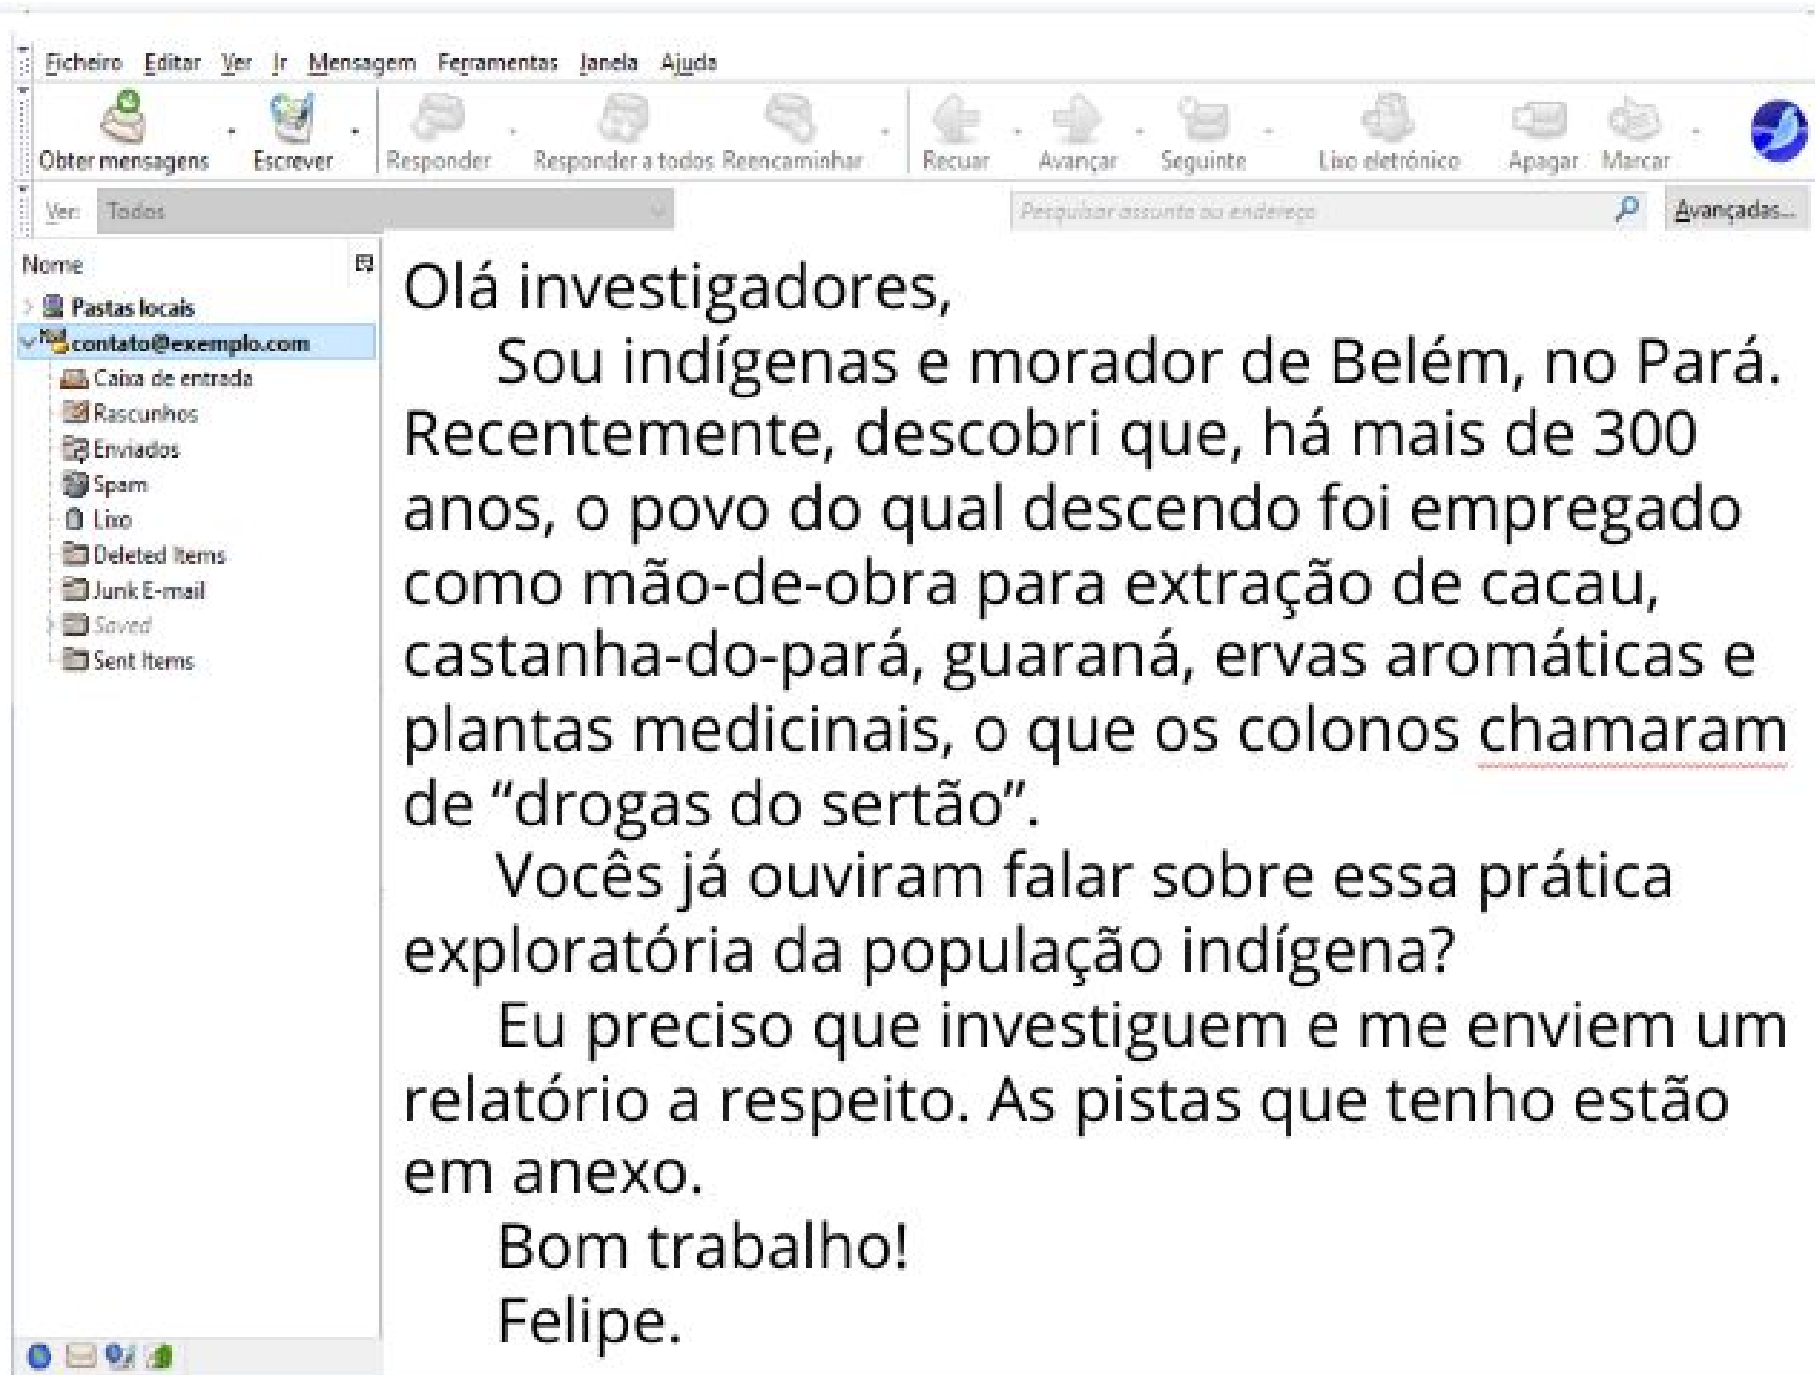 Ficheiro Editar Ver Ir Mensagem Ferramentas Janela Ajuda
Obter mensagens Escrever Responder Responder a todos Reencaminhar Recuar Avançar Seguinte Lixo eletrónico Apagar Marcar
Ver: Todos Pesquisar assunto ou endereço Avançadas...
Nome
Pastas locais
contato@exemplo.com
Caixa de entrada
Rascunhos
Enviados
Spam
Lixo
Deleted Items
Junk E-mail
Saved
Sent Items
Olá investigadores,
Sou indígenas e morador de Belém, no Pará.
Recentemente, descobri que, há mais de 300
anos, o povo do qual descendo foi empregado
como mão-de-obra para extração de cacau,
castanha-do-pará, guaraná, ervas aromáticas e
plantas medicinais, o que os colonos chamaram
de “drogas do sertão”.
Vocês já ouviram falar sobre essa prática
exploratória da população indígena?
Eu preciso que investiguem e me enviem um
relatório a respeito. As pistas que tenho estão
em anexo.
Bom trabalho!
Felipe.